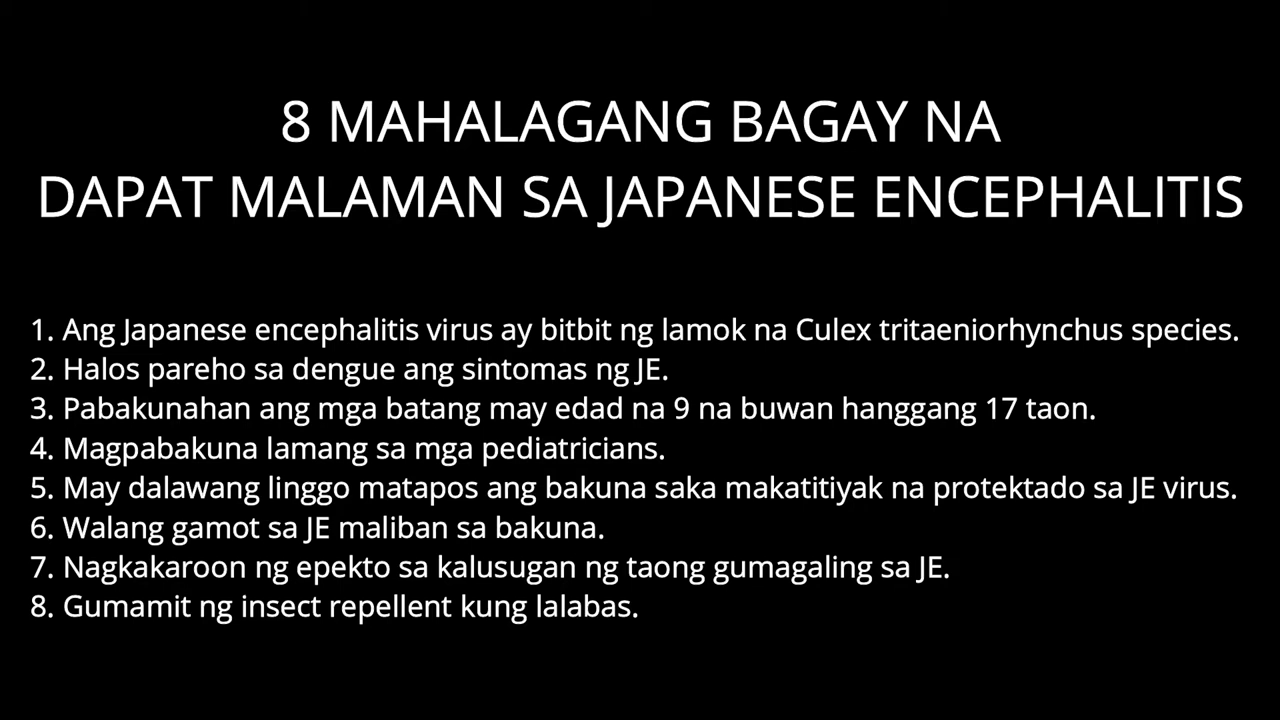 8 MAHALAGANG BAGAY NA
DAPAT MALAMAN SA JAPANESE ENCEPHALITIS
1. Ang Japanese encephalitis virus ay bitbit ng lamok na Culex tritaeniorhynchus species.
2. Halos pareho sa dengue ang sintomas ng JE.
3. Pabakunahan ang mga batang may edad na 9 na buwan hanggang 17 taon.
4. Magpabakuna lamang sa mga pediatricians.
5. May dalawang linggo matapos ang bakuna saka makatitiyak na protektado sa JE virus.
6. Walang gamot sa JE maliban sa bakuna.
7. Nagkakaroon ng epekto sa kalusugan ng taong gumagaling sa JE.
8. Gumamit ng insect repellent kung lalabas.